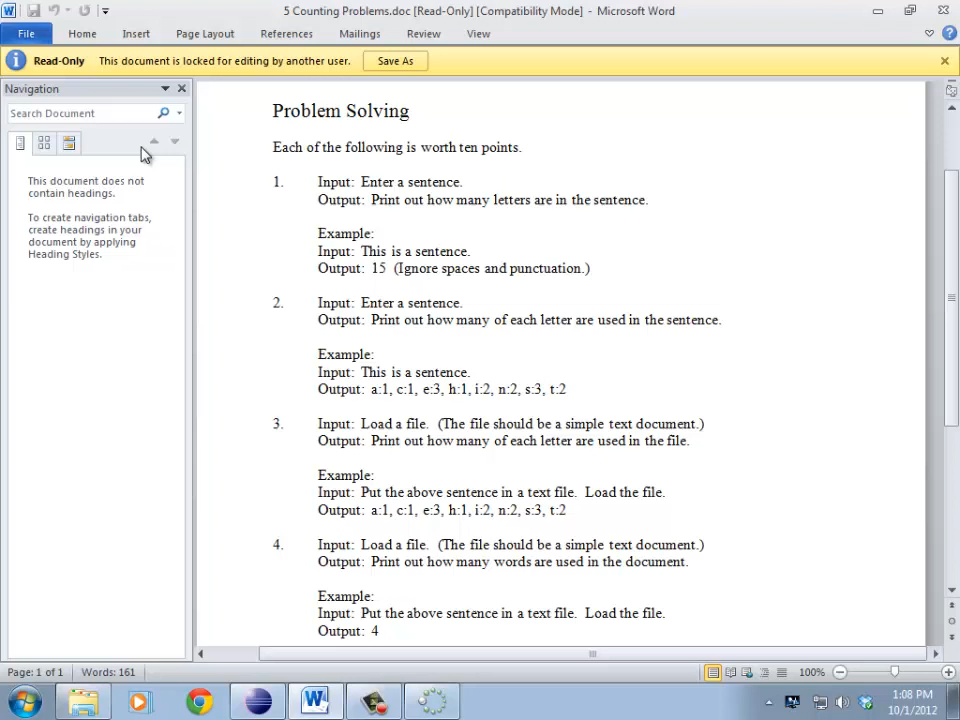 5 Counting Problems.doc [Read-Only] [Compatibility Mode] - Microsoft Word
File Home Insert Page Layout References Mailings Review View
Read-Only This document is locked for editing by another user. Save As
Navigation
Search Document
This document does not
contain headings.
To create navigation tabs,
create headings in your
document by applying
Heading Styles.
Problem Solving
Each of the following is worth ten points.
1. Input: Enter a sentence.
Output: Print out how many letters are in the sentence.
Example:
Input: This is a sentence.
Output: 15 (Ignore spaces and punctuation.)
2. Input: Enter a sentence.
Output: Print out how many of each letter are used in the sentence.
Example:
Input: This is a sentence.
Output: a:1, c:1, e:3, h:1, i:2, n:2, s:3, t:2
3. Input: Load a file. (The file should be a simple text document.)
Output: Print out how many of each letter are used in the file.
Example:
Input: Put the above sentence in a text file. Load the file.
Output: a:1, c:1, e:3, h:1, i:2, n:2, s:3, t:2
4. Input: Load a file. (The file should be a simple text document.)
Output: Print out how many words are used in the document.
Example:
Input: Put the above sentence in a text file. Load the file.
Output: 4
Page: 1 of 1 Words: 161 100%
1:08 PM
10/1/2012